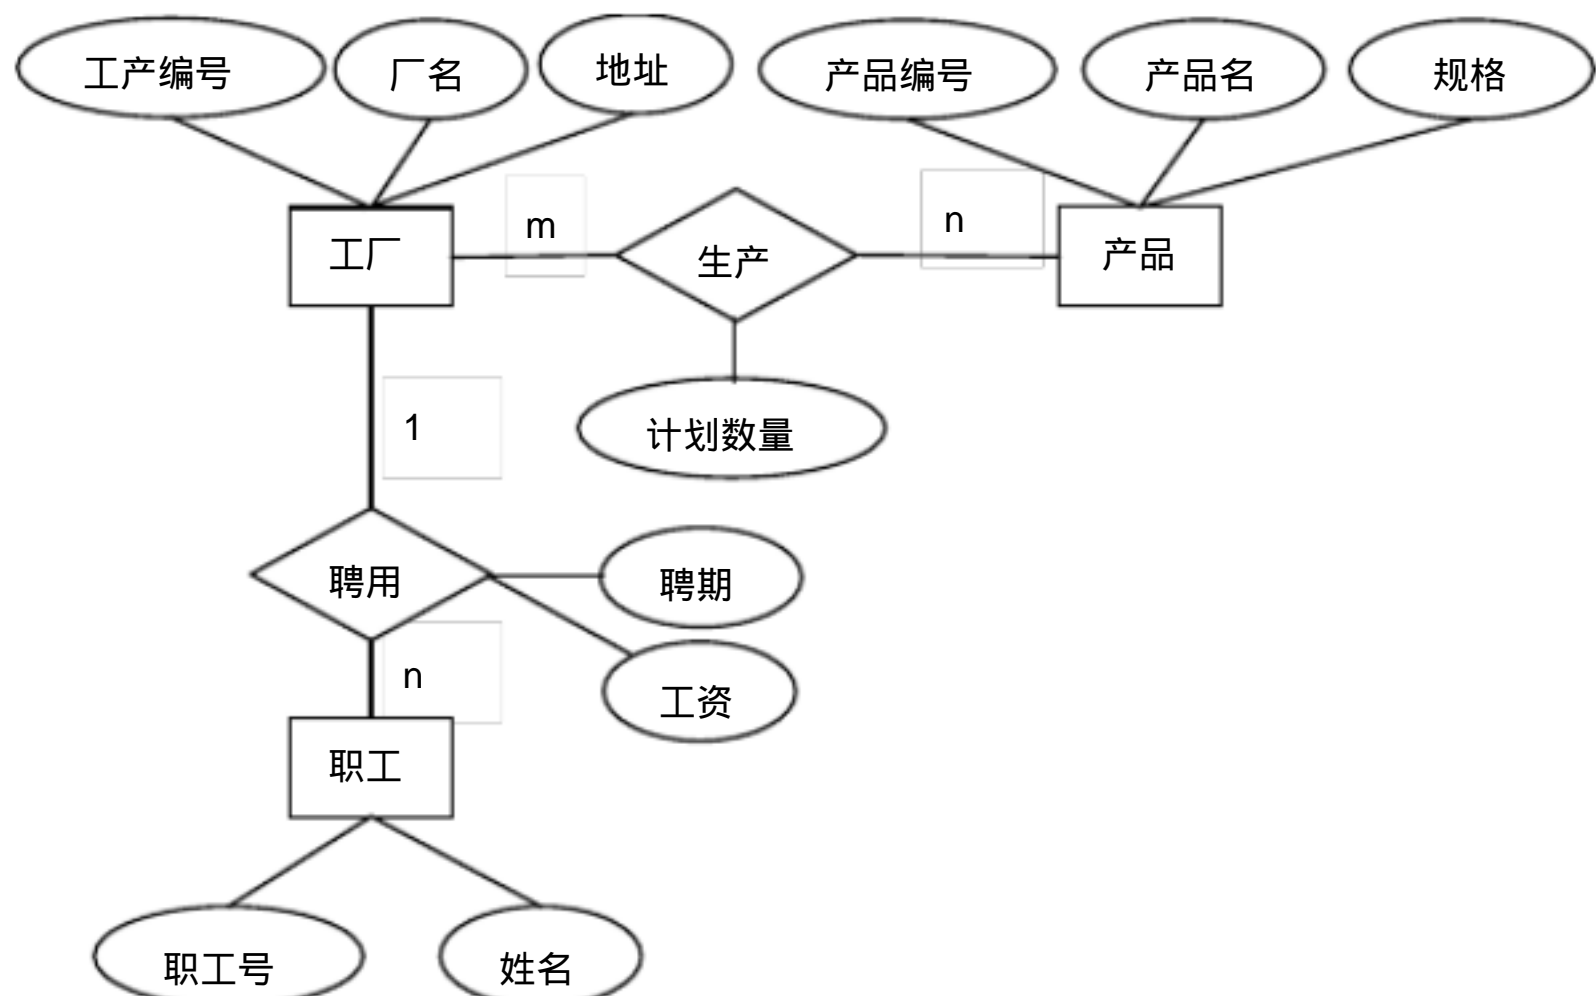 工产编号
厂名
地址
产品编号
产品名
规格
工厂
m
生产
n
产品
1
计划数量
聘用
聘期
n
工资
职工
职工号
姓名